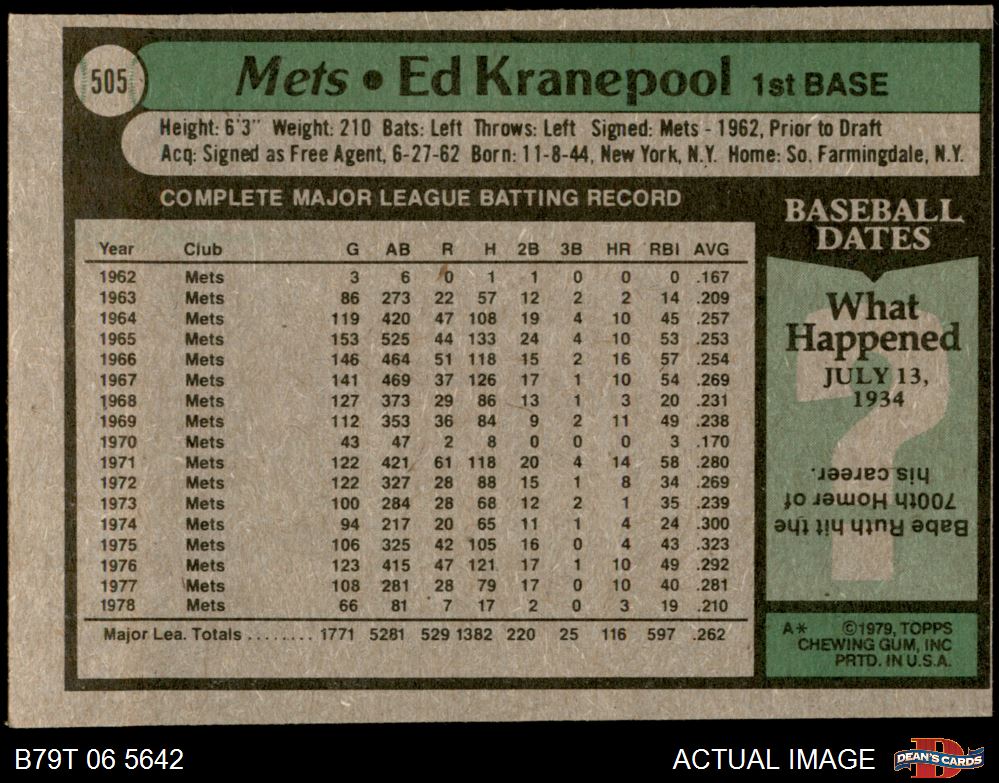 505
Mets • Ed Kranepool 1st BASE
Height: 6'3" Weight: 210 Bats: Left Throws: Left Signed: Mets - 1962, Prior to Draft
Acq: Signed as Free Agent, 6-27-62 Born: 11-8-44, New York, N.Y. Home: So. Farmingdale, N.Y.
COMPLETE MAJOR LEAGUE BATTING RECORD
Year Club G AB R H 2B 3B HR RBI AVG
1962 Mets 3 6 0 1 1 0 0 0 .167
1963 Mets 86 273 22 57 12 2 2 14 .209
1964 Mets 119 420 47 108 19 4 10 45 .257
1965 Mets 153 525 44 133 24 4 10 53 .253
1966 Mets 146 464 51 118 15 2 16 57 .254
1967 Mets 141 469 37 126 17 1 10 54 .269
1968 Mets 127 373 29 86 13 1 3 20 .231
1969 Mets 112 353 36 84 9 2 11 49 .238
1970 Mets 43 47 2 8 0 0 0 3 .170
1971 Mets 122 421 61 118 20 4 14 58 .280
1972 Mets 122 327 28 88 15 1 8 34 .269
1973 Mets 100 284 28 68 12 2 1 35 .239
1974 Mets 94 217 20 65 11 1 4 24 .300
1975 Mets 106 325 42 105 16 0 4 43 .323
1976 Mets 123 415 47 121 17 1 10 49 .292
1977 Mets 108 281 28 79 17 0 10 40 .281
1978 Mets 66 81 7 17 2 0 3 19 .210
Major Lea. Totals ........ 1771 5281 529 1382 220 25 116 597 .262
BASEBALL
DATES
What
Happened
JULY 13,
1934
?
Babe Ruth hit the
700th Homer of
his career.
A* ©1979, TOPPS
CHEWING GUM, INC
PRTD. IN U.S.A.
B79T 06 5642
ACTUAL IMAGE
D
DEAN'S CARDS